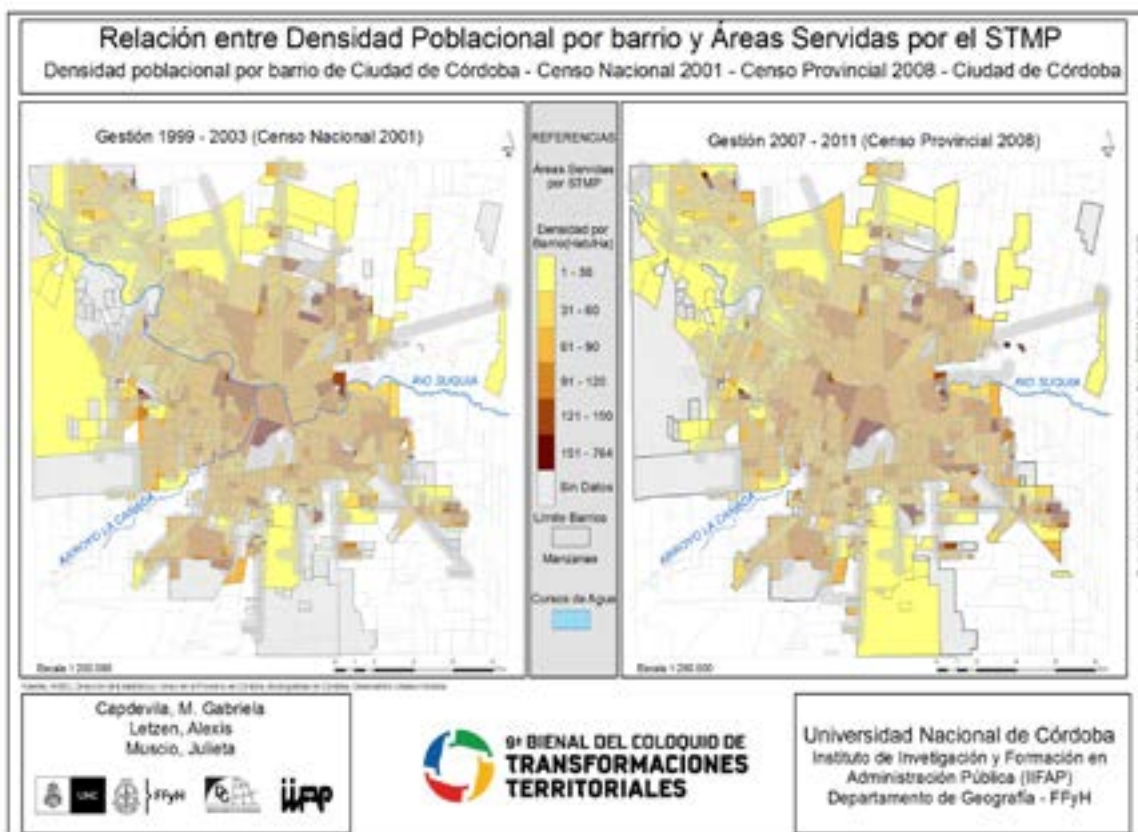 Relación entre Densidad Poblacional por barrio y Áreas Servidas por el STMP
Densidad poblacional por barrio de Ciudad de Córdoba - Censo Nacional 2001 - Censo Provincial 2008 - Ciudad de Córdoba
Gestión 1999 - 2003 (Censo Nacional 2001)
RIO SUQUIA
ARROYO LA CAÑADA
REFERENCIAS
Áreas Servidas
por STMP
Densidad por
Barrio(Hab/Ha)
1 - 30
31 - 60
61 - 90
91 - 120
121 - 150
151 - 764
Sin Datos
Límite Barrios
Manzanas
Cursos de Agua
Gestión 2007 - 2011 (Censo Provincial 2008)
RIO SUQUIA
ARROYO LA CAÑADA
Capdevila, M. Gabriela
Letzen, Alexis
Muscio, Julieta
UNC
FFyH
iifap
9ª BIENAL DEL COLOQUIO DE
TRANSFORMACIONES
TERRITORIALES
Universidad Nacional de Córdoba
Instituto de Investigación y Formación en
Administración Pública (IIFAP)
Departamento de Geografía - FFyH